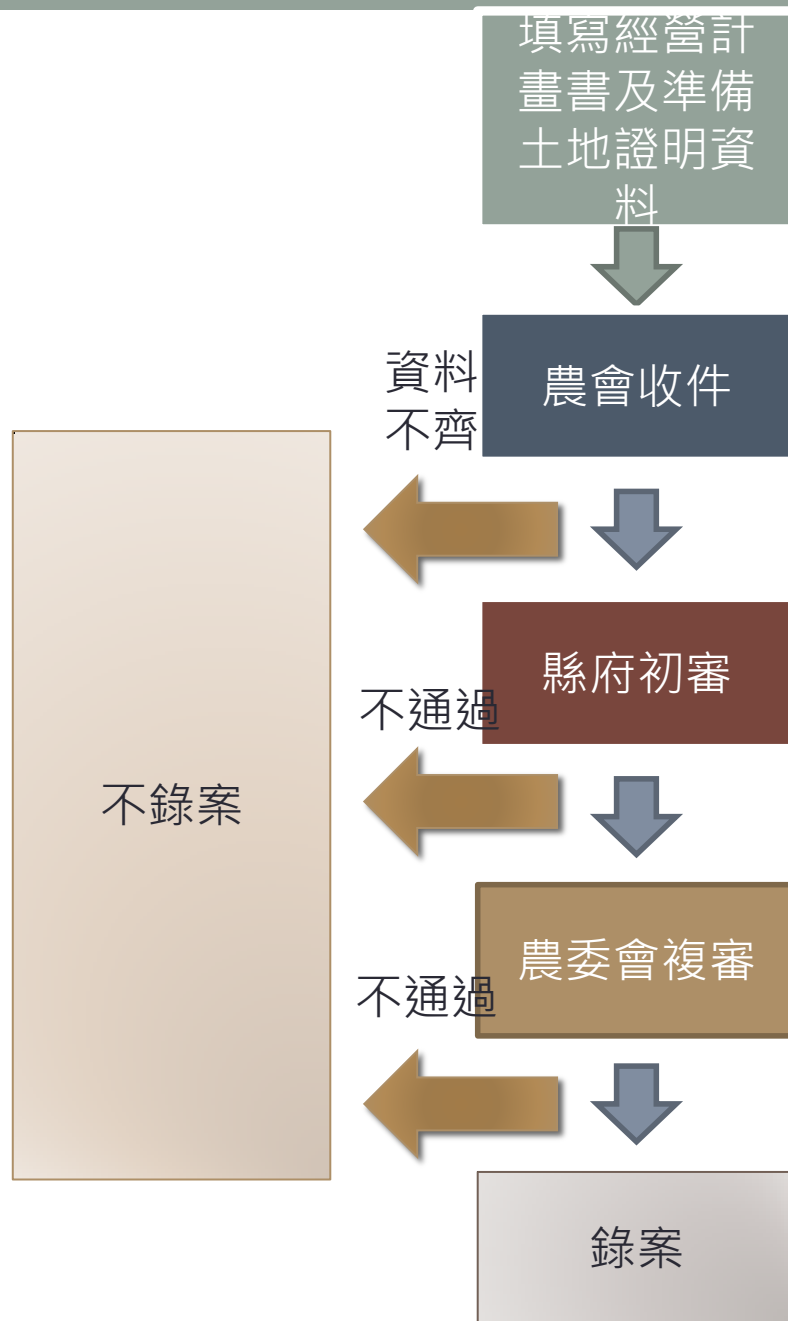 填寫經營計
畫書及準備
土地證明資
料
資料
不齊
農會收件
縣府初審
不通過
不錄案
農委會複審
不通過
錄案